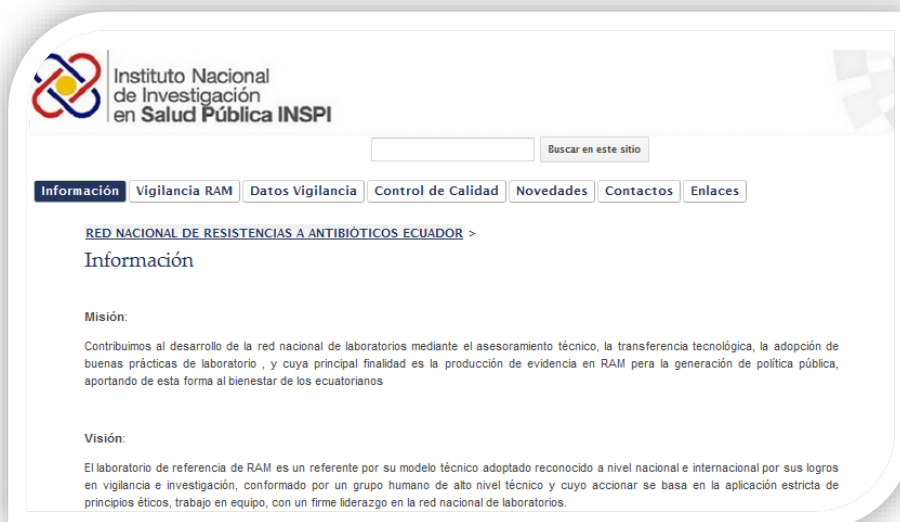 Instituto Nacional
de Investigación
en Salud Pública INSPI
Buscar en este sitio
Información Vigilancia RAM Datos Vigilancia Control de Calidad Novedades Contactos Enlaces
RED NACIONAL DE RESISTENCIAS A ANTIBIÓTICOS ECUADOR >
Información
Misión:
Contribuimos al desarrollo de la red nacional de laboratorios mediante el asesoramiento técnico, la transferencia tecnológica, la adopción de
buenas prácticas de laboratorio , y cuya principal finalidad es la producción de evidencia en RAM pera la generación de política pública,
aportando de esta forma al bienestar de los ecuatorianos
Visión:
El laboratorio de referencia de RAM es un referente por su modelo técnico adoptado reconocido a nivel nacional e internacional por sus logros
en vigilancia e investigación, conformado por un grupo humano de alto nivel técnico y cuyo accionar se basa en la aplicación estricta de
principios éticos, trabajo en equipo, con un firme liderazgo en la red nacional de laboratorios.